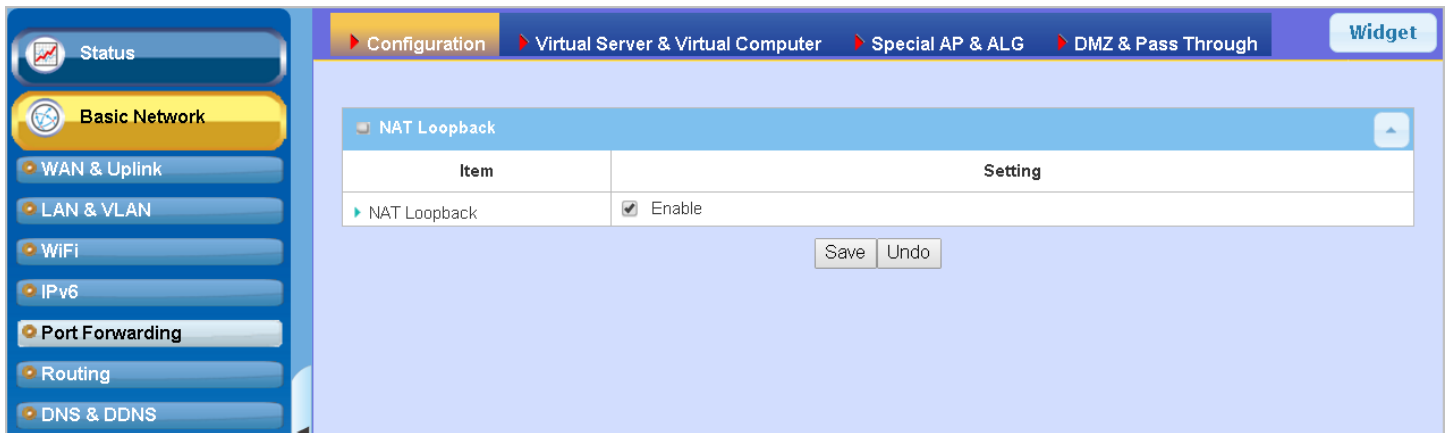 Status
Basic Network
WAN & Uplink
LAN & VLAN
WiFi
IPv6
Port Forwarding
Routing
DNS & DDNS
Configuration Virtual Server & Virtual Computer Special AP & ALG DMZ & Pass Through Widget
NAT Loopback
Item Setting
NAT Loopback Enable
Save Undo